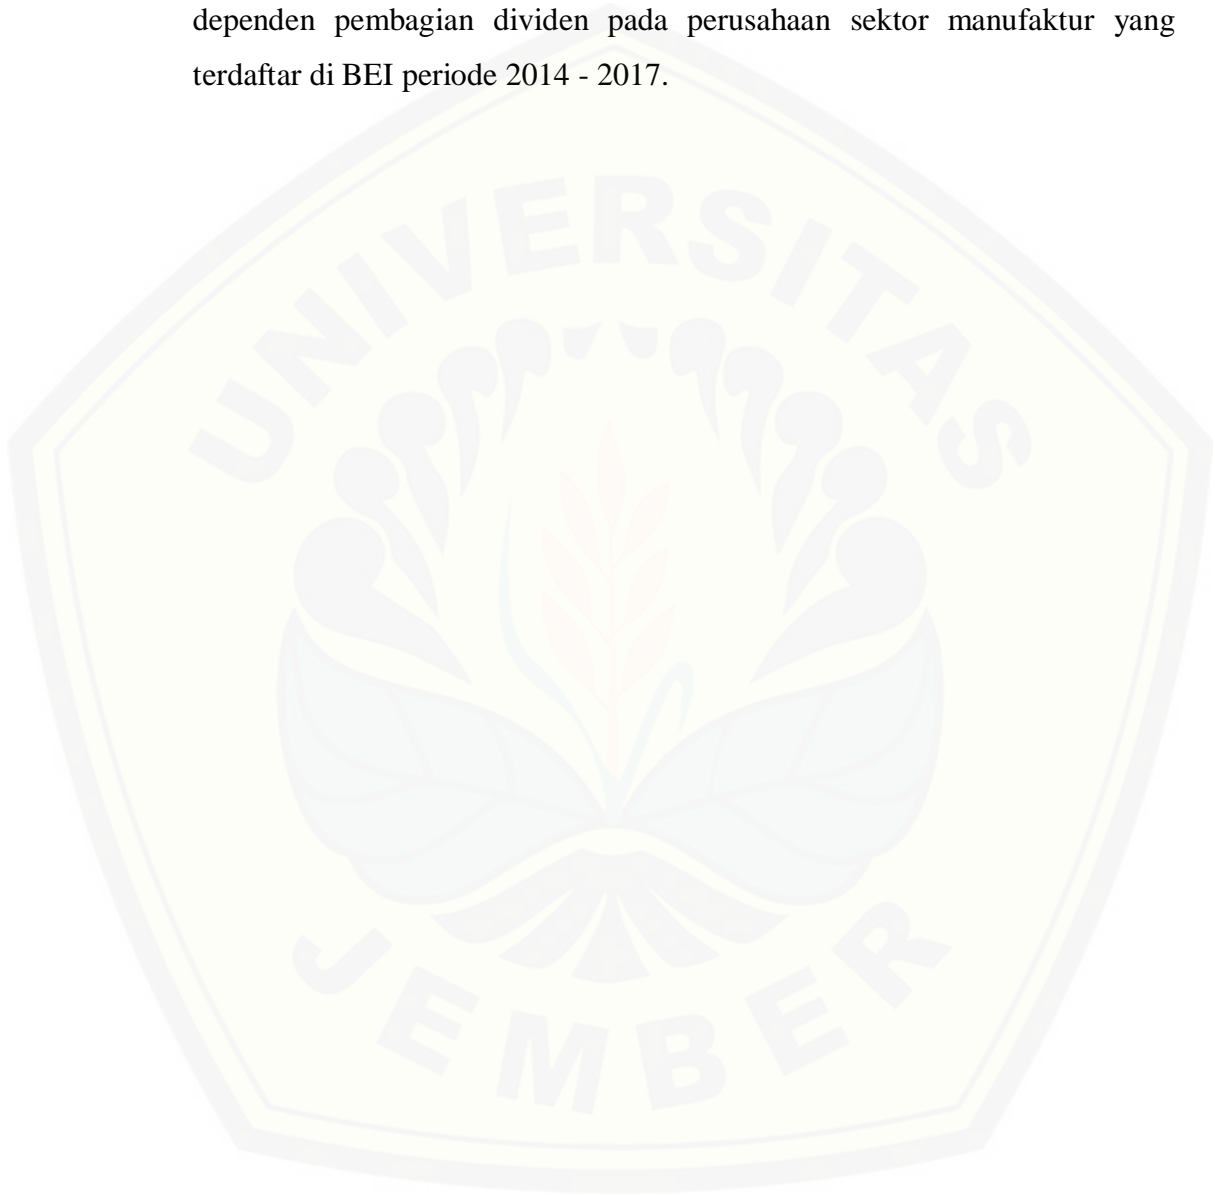 dependen pembagian dividen pada perusahaan sektor manufaktur yang
terdaftar di BEI periode 2014 - 2017.
UNIVERSITAS
JEMBER